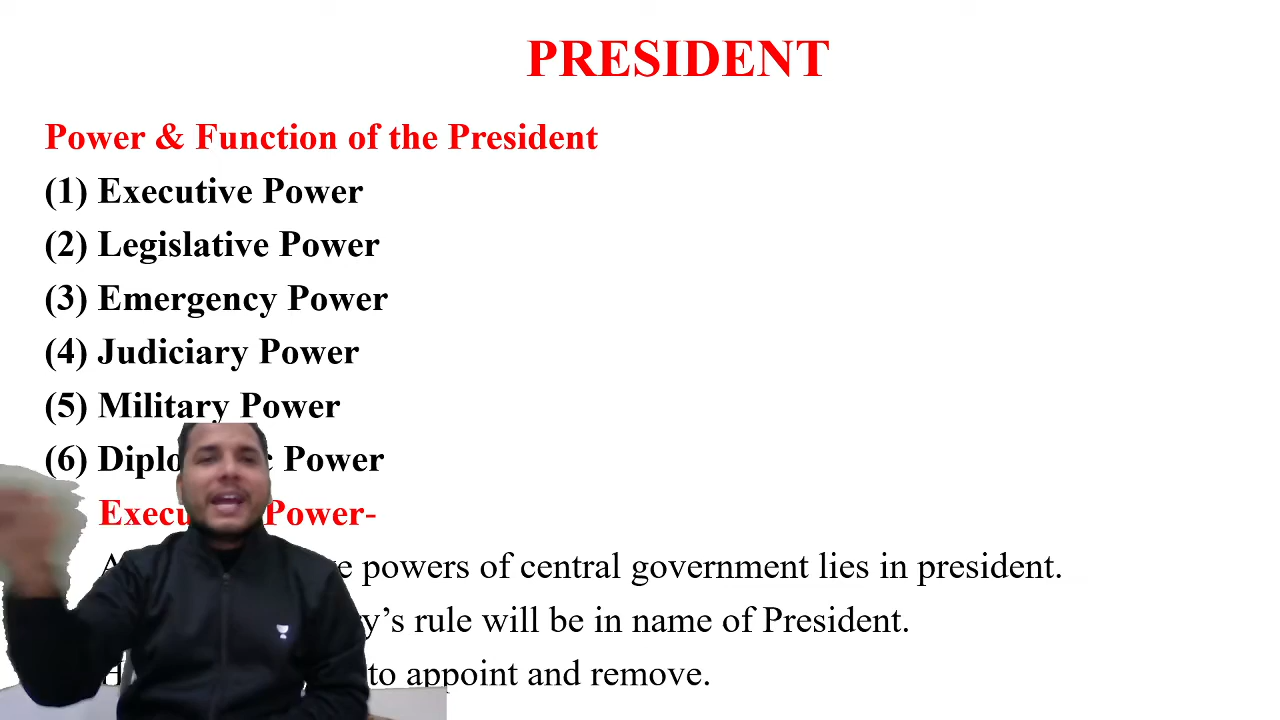 PRESIDENT
Power & Function of the President
(1) Executive Power
(2) Legislative Power
(3) Emergency Power
(4) Judiciary Power
(5) Military Power
(6) Power
Power-
powers of central government lies in president.
rule will be in name of President.
to appoint and remove.